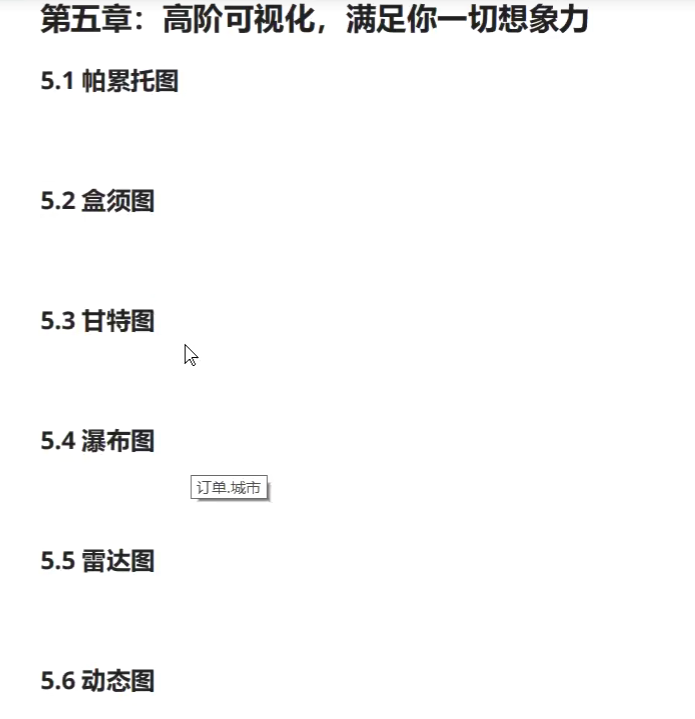 第五章：高阶可视化，满足你一切想象力
5.1 帕累托图
5.2 盒须图
5.3 甘特图
5.4 瀑布图
订单.城市
5.5 雷达图
5.6 动态图